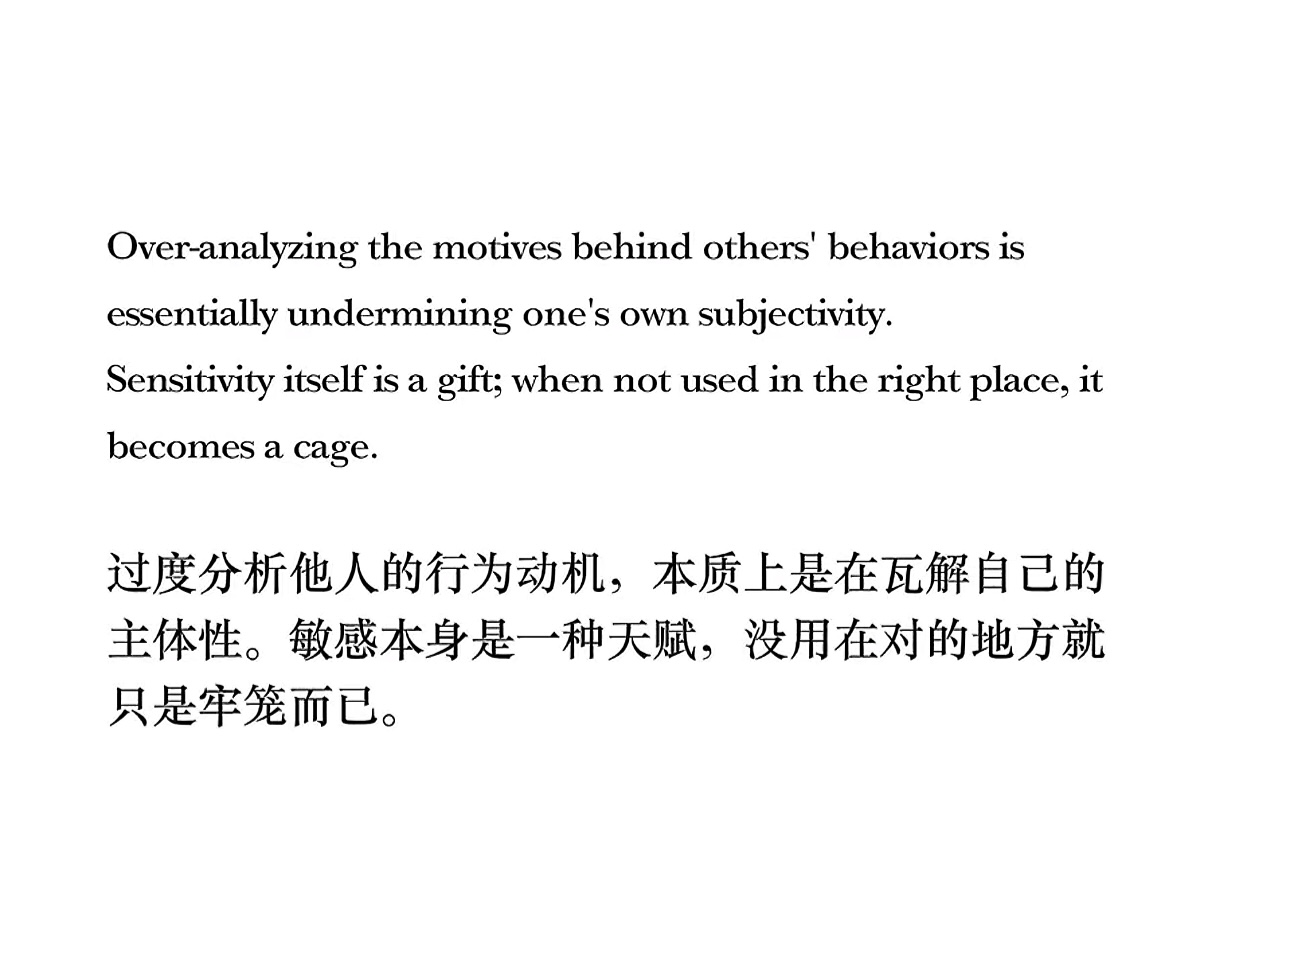 Over-analyzing the motives behind others' behaviors is
essentially undermining one's own subjectivity.
Sensitivity itself is a gift; when not used in the right place, it
becomes a cage.
过度分析他人的行为动机，本质上是在瓦解自己的
主体性。敏感本身是一种天赋，没用在对的地方就
只是牢笼而已。